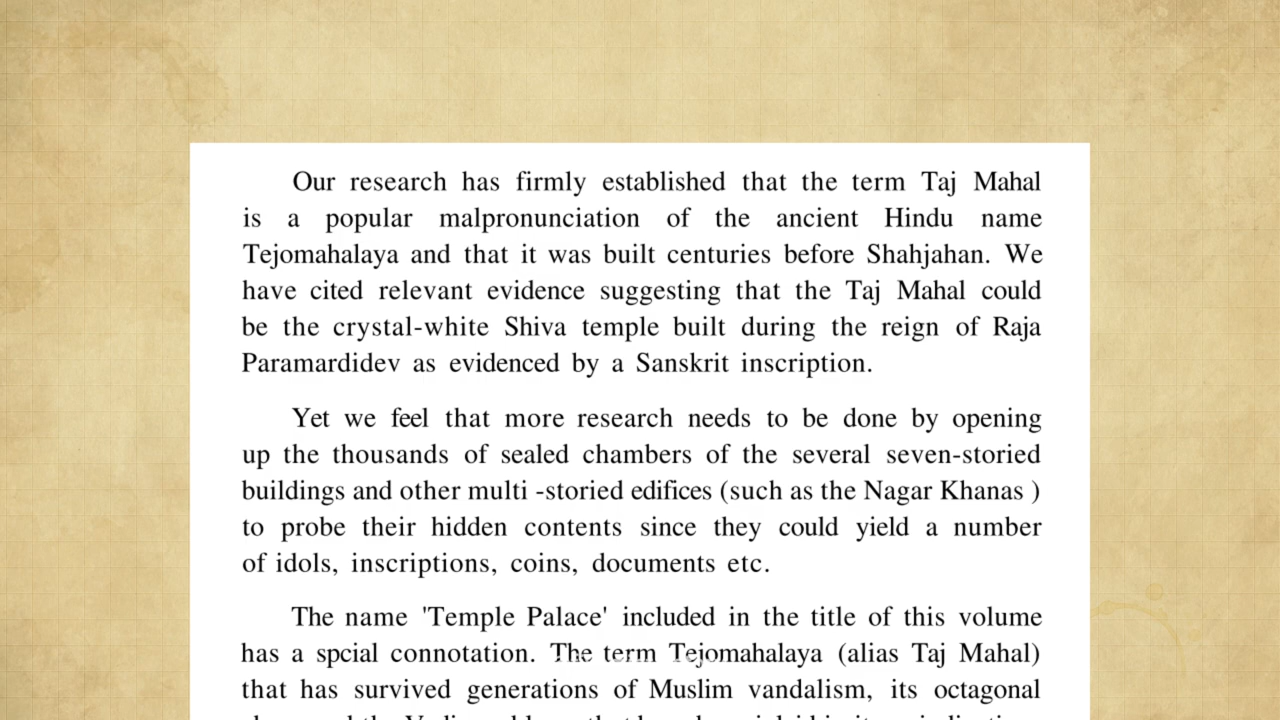 Our research has firmly established that the term Taj Mahal
is a popular malpronunciation of the ancient Hindu name
Tejomahalaya and that it was built centuries before Shahjahan. We
have cited relevant evidence suggesting that the Taj Mahal could
be the crystal-white Shiva temple built during the reign of Raja
Paramardidev as evidenced by a Sanskrit inscription.
Yet we feel that more research needs to be done by opening
up the thousands of sealed chambers of the several seven-storied
buildings and other multi -storied edifices (such as the Nagar Khanas )
to probe their hidden contents since they could yield a number
of idols, inscriptions, coins, documents etc.
The name 'Temple Palace' included in the title of this volume
has a spcial connotation. The term Tejomahalaya (alias Taj Mahal)
that has survived generations of Muslim vandalism, its octagonal